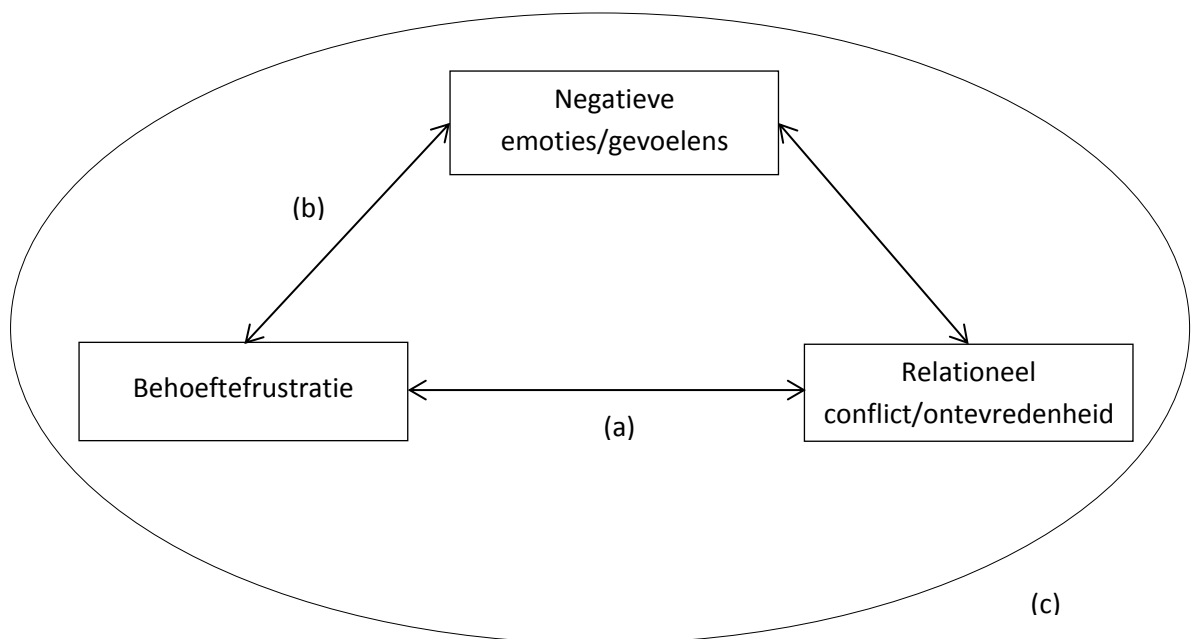 Negatieve
emoties/gevoelens
(b)
Behoeftefrustratie
Relationeel
conflict/ontevredenheid
(a)
(c)